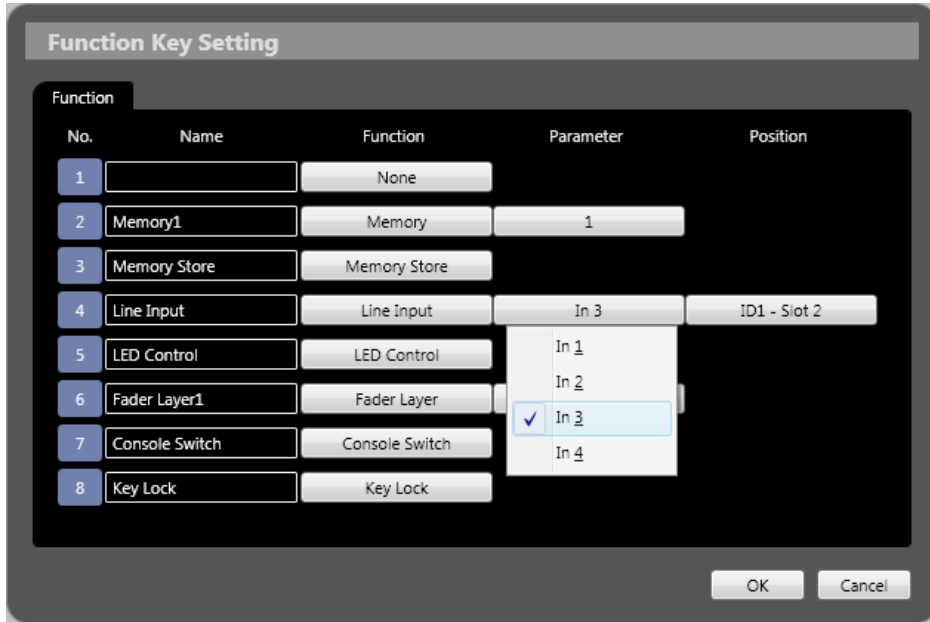 Function Key Setting
Function
No. Name Function Parameter Position
1 None
2 Memory1 Memory 1
3 Memory Store Memory Store
4 Line Input Line Input In 3 ID1 - Slot 2
In 1
5 LED Control LED Control
In 2
6 Fader Layer1 Fader Layer
In 3
7 Console Switch Console Switch
In 4
8 Key Lock Key Lock
OK Cancel